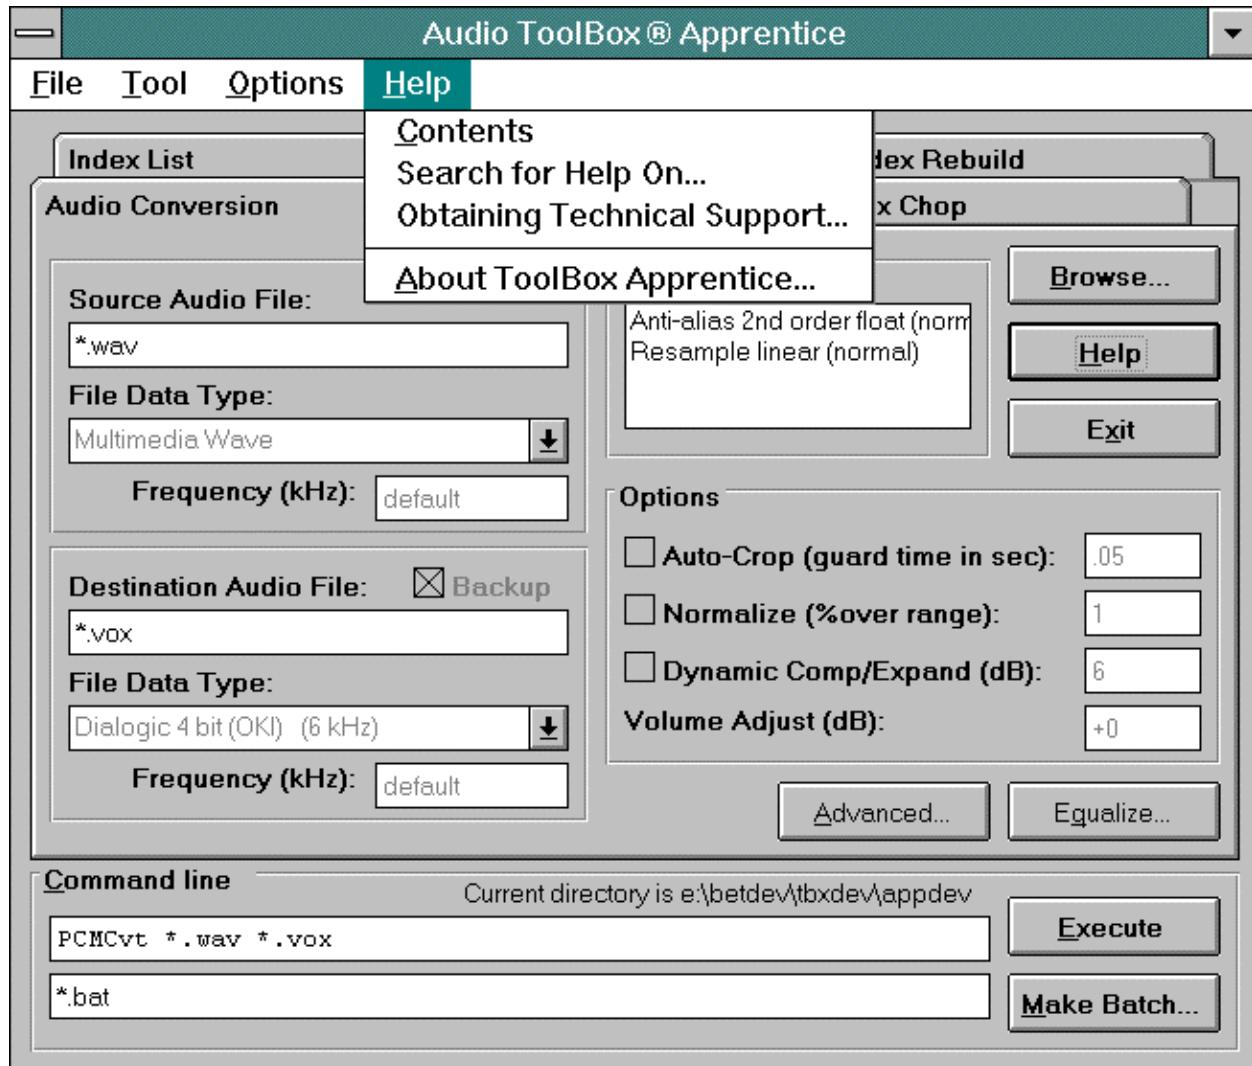 Audio ToolBox® Apprentice
File Tool Options Help
Contents
Search for Help On...
Obtaining Technical Support...
About ToolBox Apprentice...
Index List
Rebuild
Audio Conversion
Chop
Source Audio File:
*.wav
File Data Type:
Multimedia Wave
Frequency (kHz): default
Destination Audio File: Backup
*.vox
File Data Type:
Dialogic 4 bit (OKI) (6 kHz)
Frequency (kHz): default
Anti-alias 2nd order float (norm
Resample linear (normal)
Browse...
Help
Exit
Options
Auto-Crop (guard time in sec): .05
Normalize (%over range): 1
Dynamic Comp/Expand (dB): 6
Volume Adjust (dB): +0
Advanced... Equalize...
Command line
Current directory is e:\betdev\tbxdev\appdev
PCMCvt *.wav *.vox
Execute
*.bat
Make Batch...